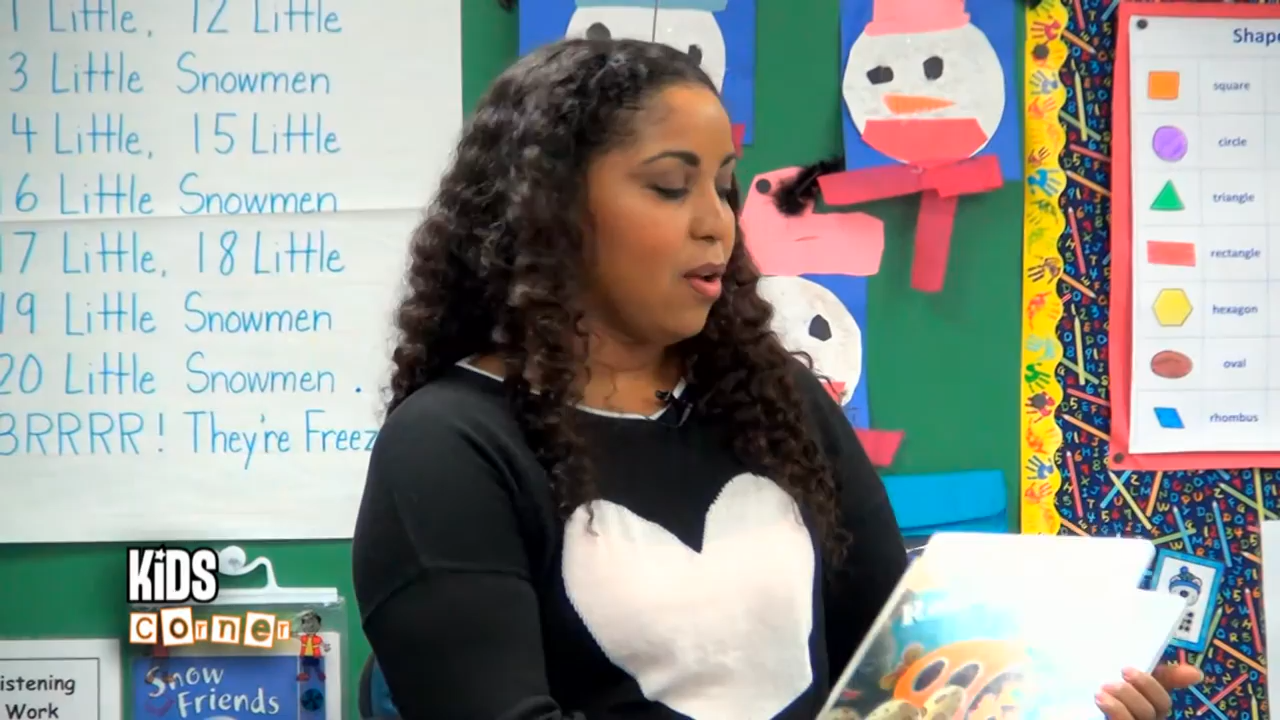 1 Little, 12 Little
3 Little Snowmen
4 Little, 15 Little
6 Little Snowmen
17 Little, 18 Little
19 Little Snowmen
20 Little Snowmen.
BRRRR! They're Freez
Shape
square
circle
triangle
rectangle
hexagon
oval
rhombus
KiDS
corner
Snow
Friends
istening
Work